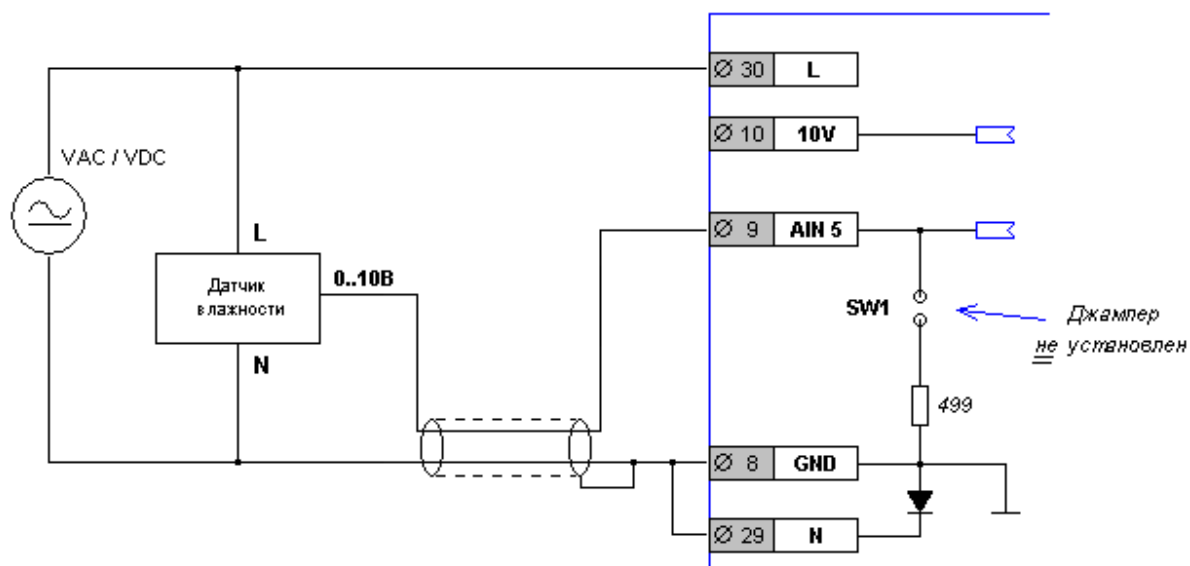 Ø 30 L
Ø 10 10V
VAC / VDC
Ø 9 AIN 5
L
Датчик
влажности
0..10В
N
SW1
Джампер
не установлен
499
Ø 8 GND
Ø 29 N